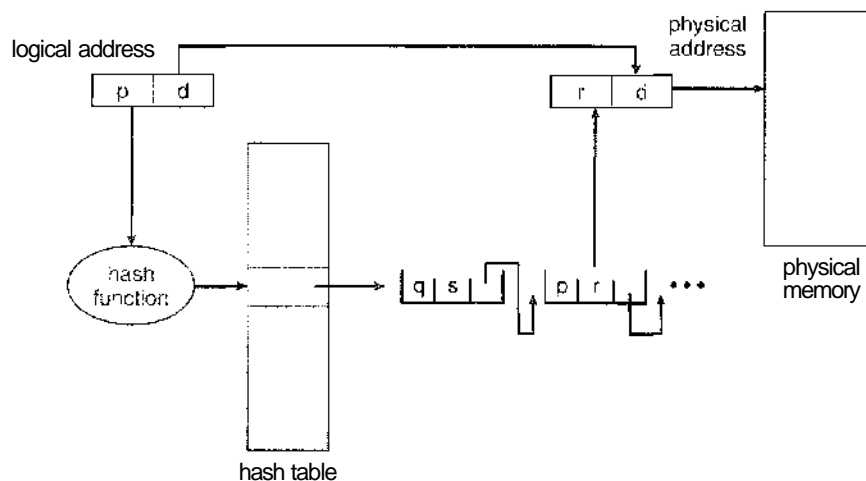 logical address
physical
address
p d
r d
hash
function
q s
p r
physical
memory
hash table